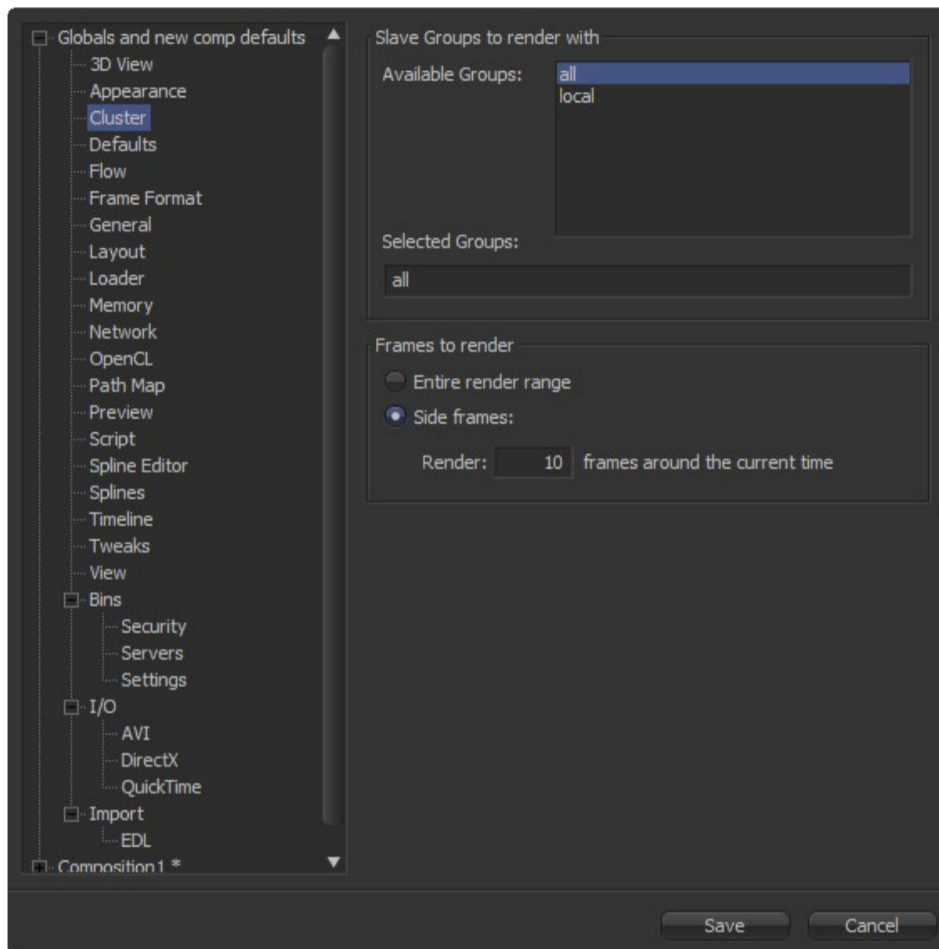 Globals and new comp defaults
3D View
Appearance
Cluster
Defaults
Flow
Frame Format
General
Layout
Loader
Memory
Network
OpenCL
Path Map
Preview
Script
Spline Editor
Splines
Timeline
Tweaks
View
Bins
Security
Servers
Settings
I/O
AVI
DirectX
QuickTime
Import
EDL
Composition1 *
Slave Groups to render with
Available Groups:
all
local
Selected Groups:
all
Frames to render
Entire render range
Side frames:
Render: 10 frames around the current time
Save Cancel